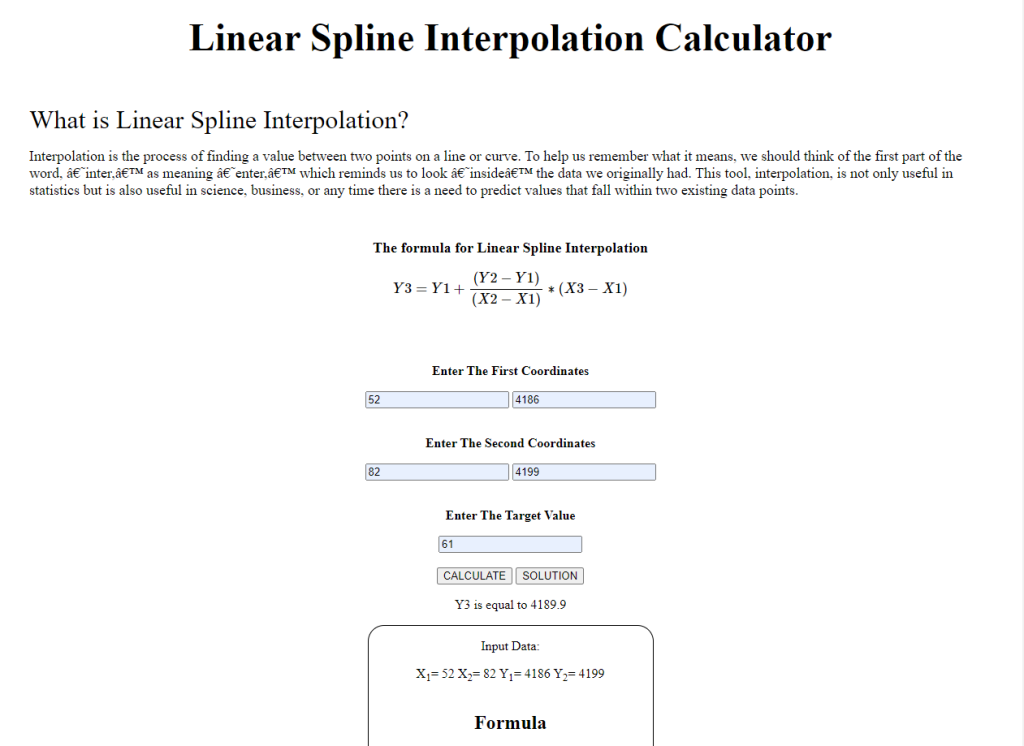 Linear Spline Interpolation Calculator
What is Linear Spline Interpolation?
Interpolation is the process of finding a value between two points on a line or curve. To help us remember what it means, we should think of the first part of the
word, â€˜inter,â€™ as meaning â€˜enter,â€™ which reminds us to look â€˜insideâ€™ the data we originally had. This tool, interpolation, is not only useful in
statistics but is also useful in science, business, or any time there is a need to predict values that fall within two existing data points.
The formula for Linear Spline Interpolation
Y3 = Y1 + (Y2 − Y1) / (X2 − X1) ∗ (X3 − X1)
Enter The First Coordinates
52 4186
Enter The Second Coordinates
82 4199
Enter The Target Value
61
CALCULATE SOLUTION
Y3 is equal to 4189.9
Input Data:
X₁= 52 X₂= 82 Y₁= 4186 Y₂= 4199
Formula